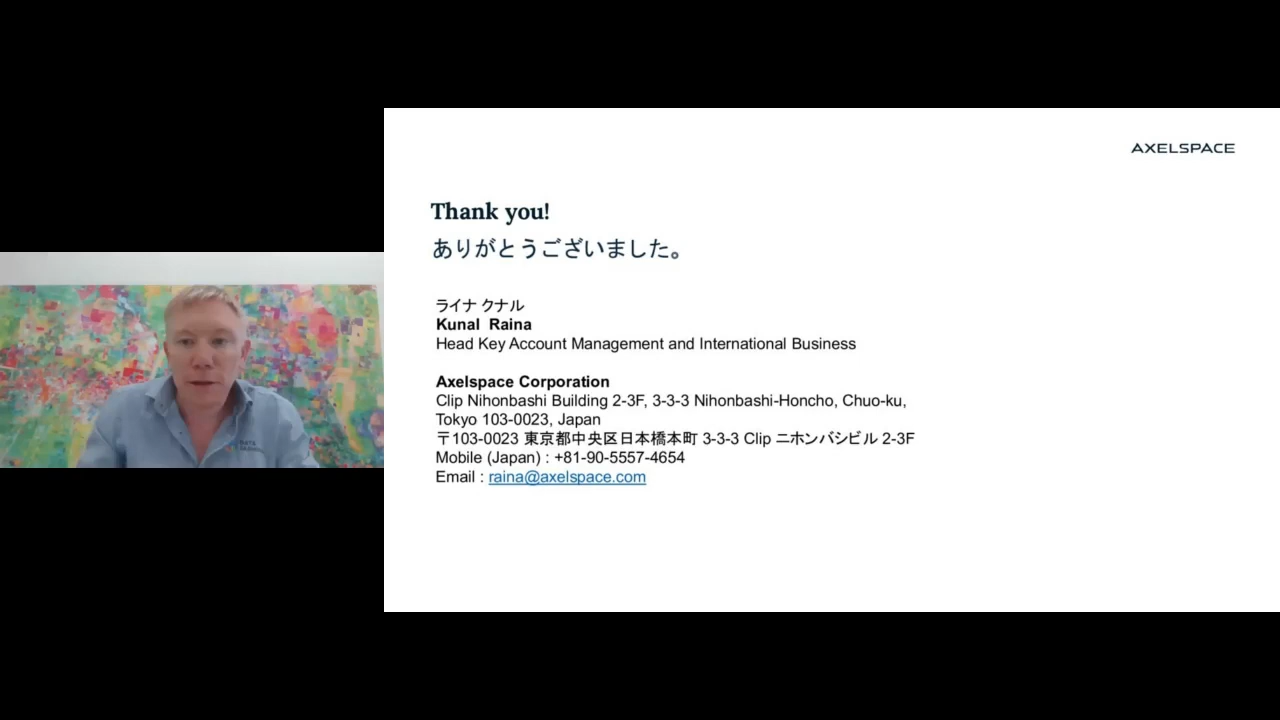 AXELSPACE
Thank you!
ありがとうございました。
ライナ クナル
Kunal Raina
Head Key Account Management and International Business
Axelspace Corporation
Clip Nihonbashi Building 2-3F, 3-3-3 Nihonbashi-Honcho, Chuo-ku,
Tokyo 103-0023, Japan
〒103-0023 東京都中央区日本橋本町 3-3-3 Clip ニホンバシビル 2-3F
Mobile (Japan) : +81-90-5557-4654
Email : raina@axelspace.com